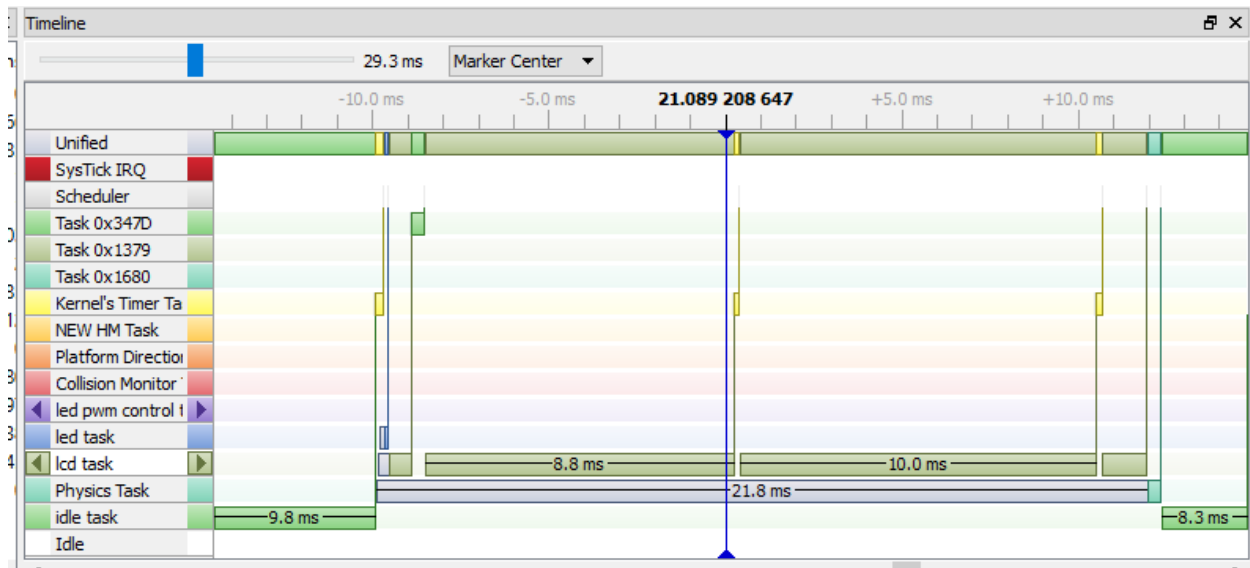 Timeline
29.3 ms Marker Center
-10.0 ms -5.0 ms 21.089 208 647 +5.0 ms +10.0 ms
Unified
SysTick IRQ
Scheduler
Task 0x347D
Task 0x1379
Task 0x1680
Kernel's Timer Ta
NEW HM Task
Platform Direction
Collision Monitor
led pwm control t
led task
lcd task 8.8 ms 10.0 ms
Physics Task 21.8 ms
idle task 9.8 ms 8.3 ms
Idle